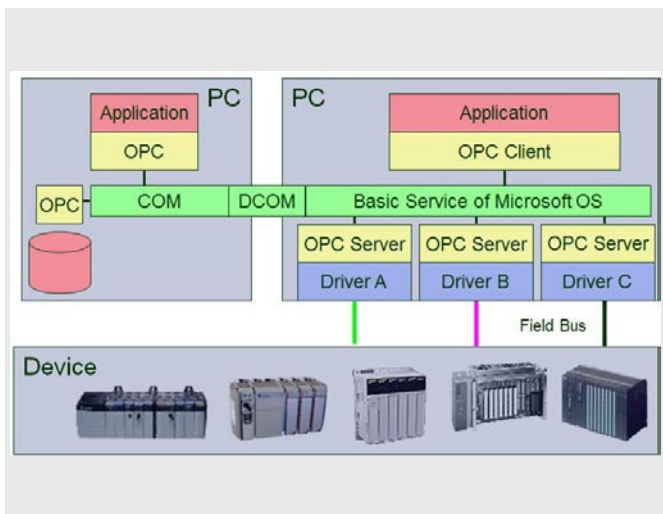 PC
Application
OPC
OPC
COM
DCOM
PC
Application
OPC Client
Basic Service of Microsoft OS
OPC Server
OPC Server
OPC Server
Driver A
Driver B
Driver C
Field Bus
Device